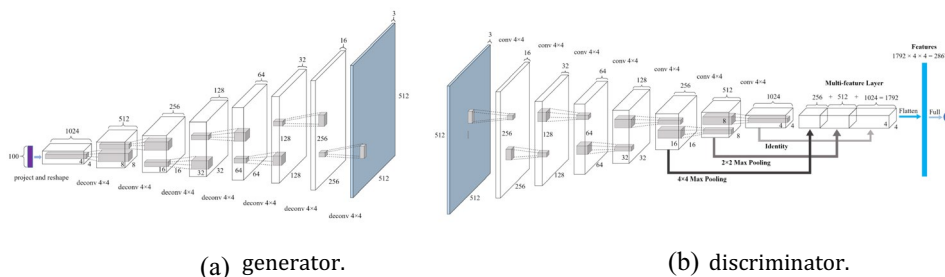 3
16
32
64
128
256
512
1024
100
4
4
8
8
16
16
32
32
64
64
128
128
256
256
512
512
project and reshape
deconv 4×4
deconv 4×4
deconv 4×4
deconv 4×4
deconv 4×4
deconv 4×4
deconv 4×4
(a) generator.
3
conv 4×4
16
conv 4×4
32
conv 4×4
64
conv 4×4
128
conv 4×4
256
conv 4×4
512
conv 4×4
1024
512
512
256
256
128
128
64
64
32
32
16
16
8
8
4
4
Features
1792 × 4 × 4 = 286
Multi-feature Layer
256 + 512 + 1024 = 1792
4
4
Flatten
Full
Identity
2×2 Max Pooling
4×4 Max Pooling
(b) discriminator.